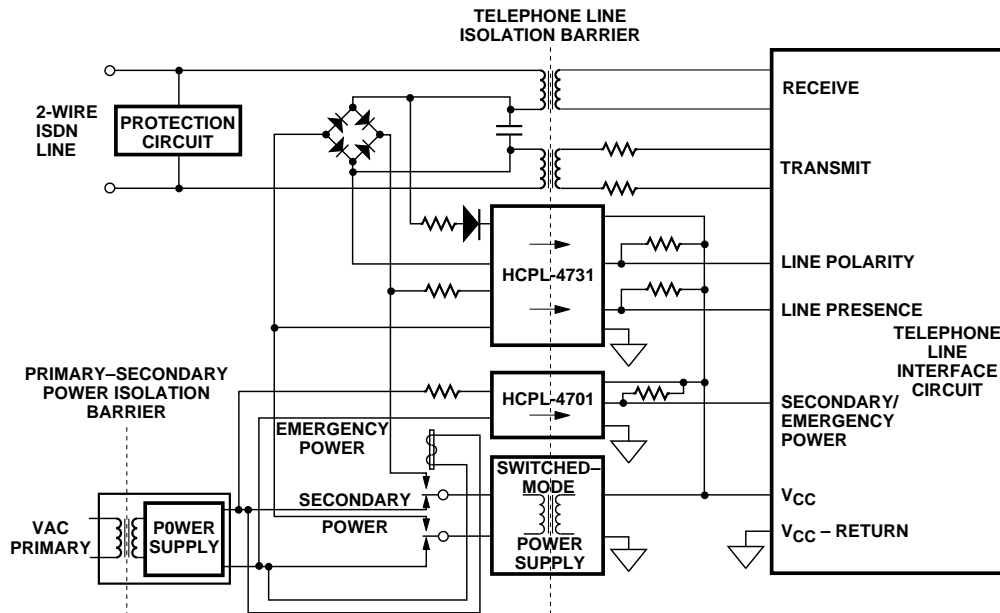 TELEPHONE LINE
ISOLATION BARRIER
2-WIRE
ISDN
LINE
PROTECTION
CIRCUIT
RECEIVE
TRANSMIT
HCPL-4731
LINE POLARITY
LINE PRESENCE
TELEPHONE
LINE
INTERFACE
CIRCUIT
PRIMARY–SECONDARY
POWER ISOLATION
BARRIER
HCPL-4701
SECONDARY/
EMERGENCY
POWER
EMERGENCY
POWER
SECONDARY
POWER
SWITCHED–
MODE
POWER
SUPPLY
VAC
PRIMARY
P0WER
SUPPLY
VCC
VCC – RETURN